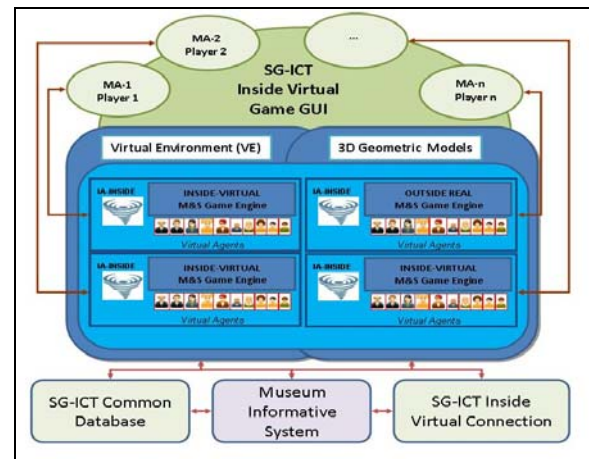 MA-2
Player 2
...
MA-1
Player 1
SG-ICT
Inside Virtual
Game GUI
MA-n
Player n
Virtual Environment (VE)
3D Geometric Models
IA-INSIDE
INSIDE-VIRTUAL
M&S Game Engine
Virtual Agents
IA-INSIDE
OUTSIDE REAL
M&S Game Engine
Virtual Agents
IA-INSIDE
INSIDE-VIRTUAL
M&S Game Engine
Virtual Agents
IA-INSIDE
INSIDE-VIRTUAL
M&S Game Engine
Virtual Agents
SG-ICT Common
Database
Museum
Informative
System
SG-ICT Inside
Virtual Connection